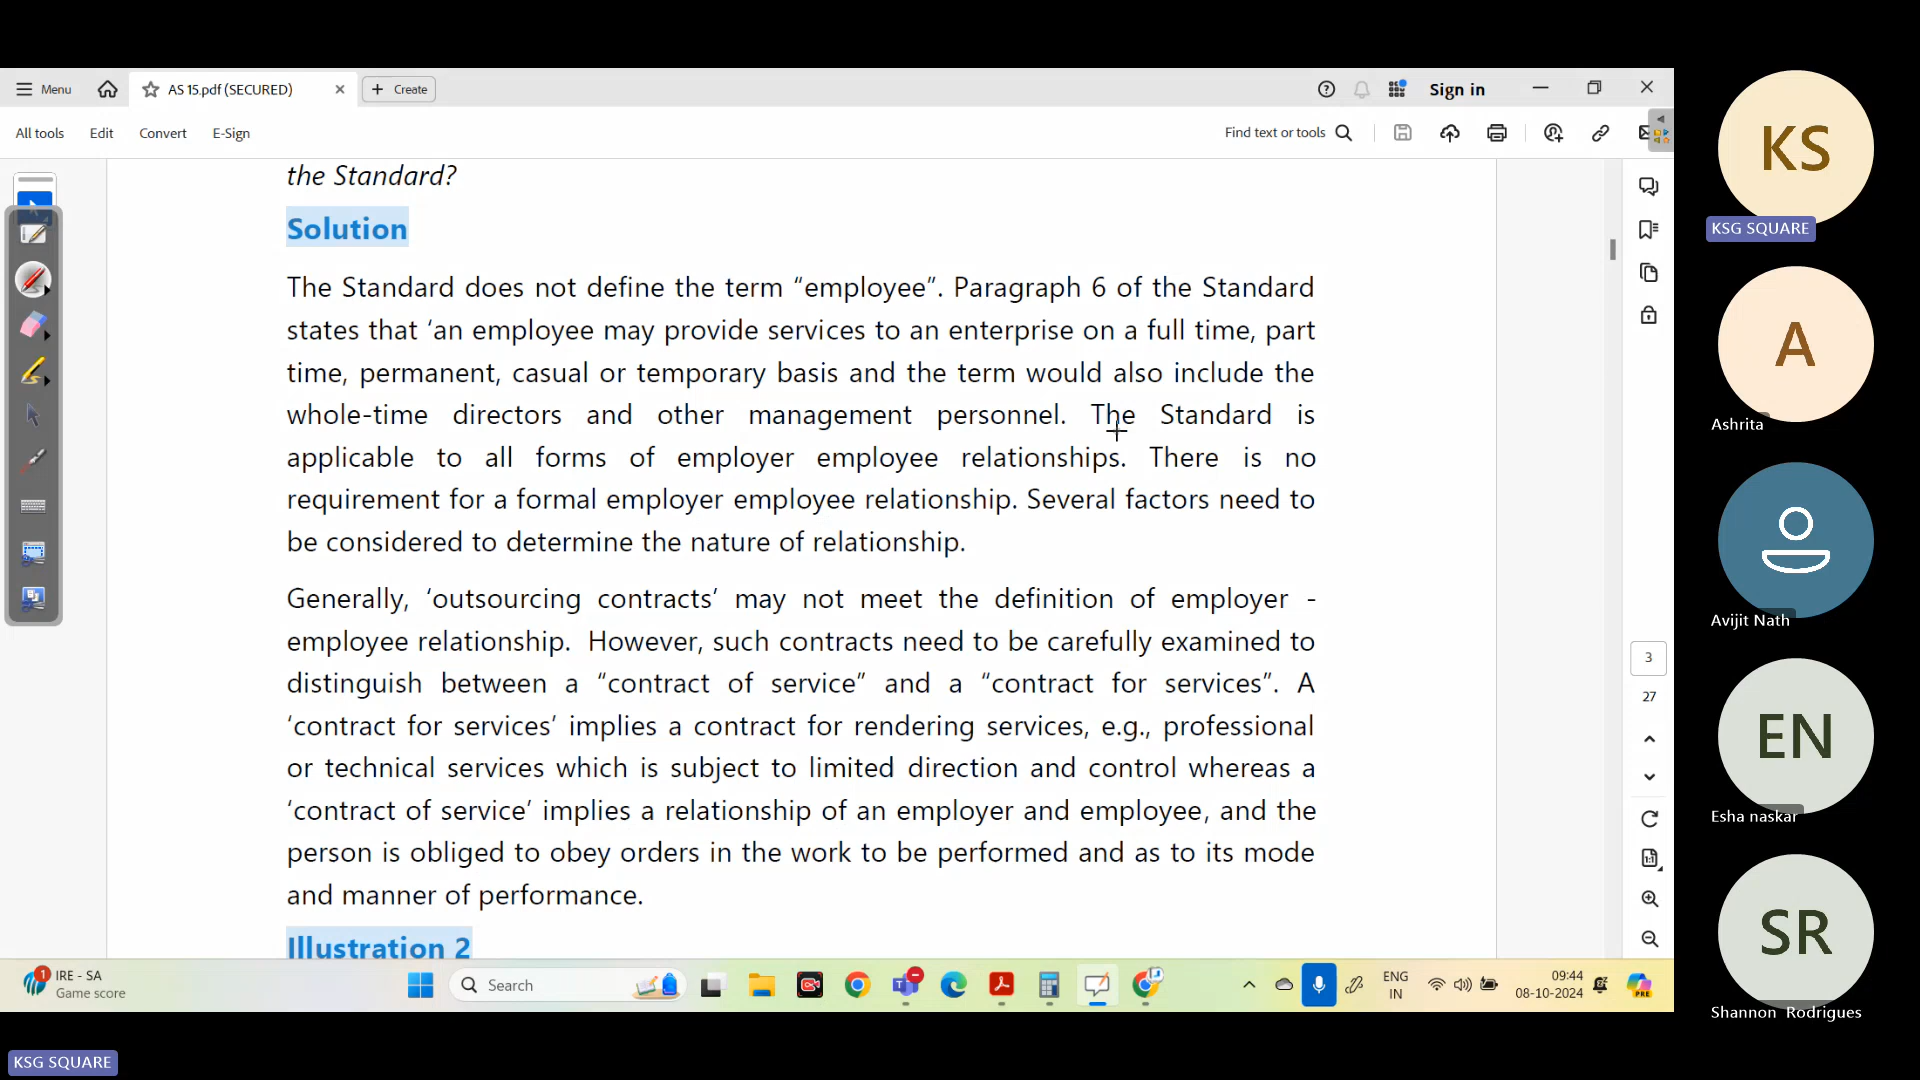 Menu
AS 15.pdf (SECURED)
Create
Sign in
All tools
Edit
Convert
E-Sign
Find text or tools
the Standard?
Solution
The Standard does not define the term “employee”. Paragraph 6 of the Standard
states that ‘an employee may provide services to an enterprise on a full time, part
time, permanent, casual or temporary basis and the term would also include the
whole-time directors and other management personnel. The Standard is
applicable to all forms of employer employee relationships. There is no
requirement for a formal employer employee relationship. Several factors need to
be considered to determine the nature of relationship.
Generally, ‘outsourcing contracts’ may not meet the definition of employer -
employee relationship. However, such contracts need to be carefully examined to
distinguish between a “contract of service” and a “contract for services”. A
‘contract for services’ implies a contract for rendering services, e.g., professional
or technical services which is subject to limited direction and control whereas a
‘contract of service’ implies a relationship of an employer and employee, and the
person is obliged to obey orders in the work to be performed and as to its mode
and manner of performance.
Illustration 2
3
27
KS
KSG SQUARE
A
Ashrita
Avijit Nath
EN
Esha naskar
SR
Shannon Rodrigues
1
IRE - SA
Game score
Search
ENG
IN
09:44
08-10-2024
PRE
KSG SQUARE